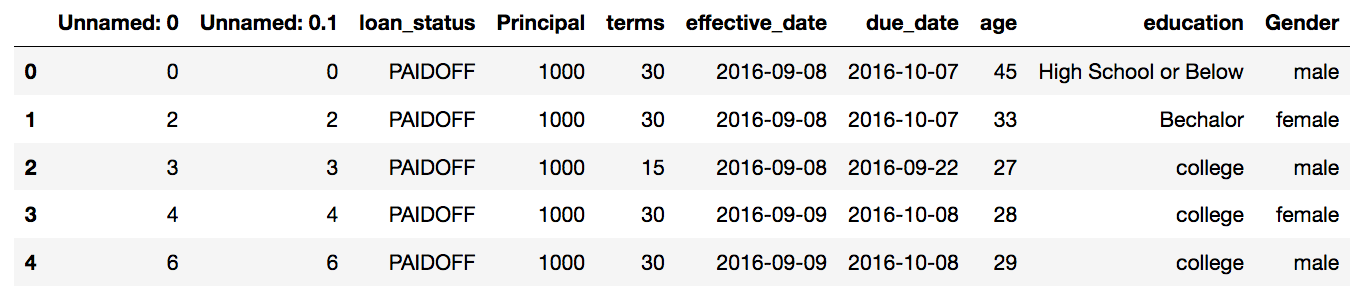 Unnamed: 0 Unnamed: 0.1 loan_status Principal terms effective_date due_date age education Gender
0 0 0 PAIDOFF 1000 30 2016-09-08 2016-10-07 45 High School or Below male
1 2 2 PAIDOFF 1000 30 2016-09-08 2016-10-07 33 Bechalor female
2 3 3 PAIDOFF 1000 15 2016-09-08 2016-09-22 27 college male
3 4 4 PAIDOFF 1000 30 2016-09-09 2016-10-08 28 college female
4 6 6 PAIDOFF 1000 30 2016-09-09 2016-10-08 29 college male